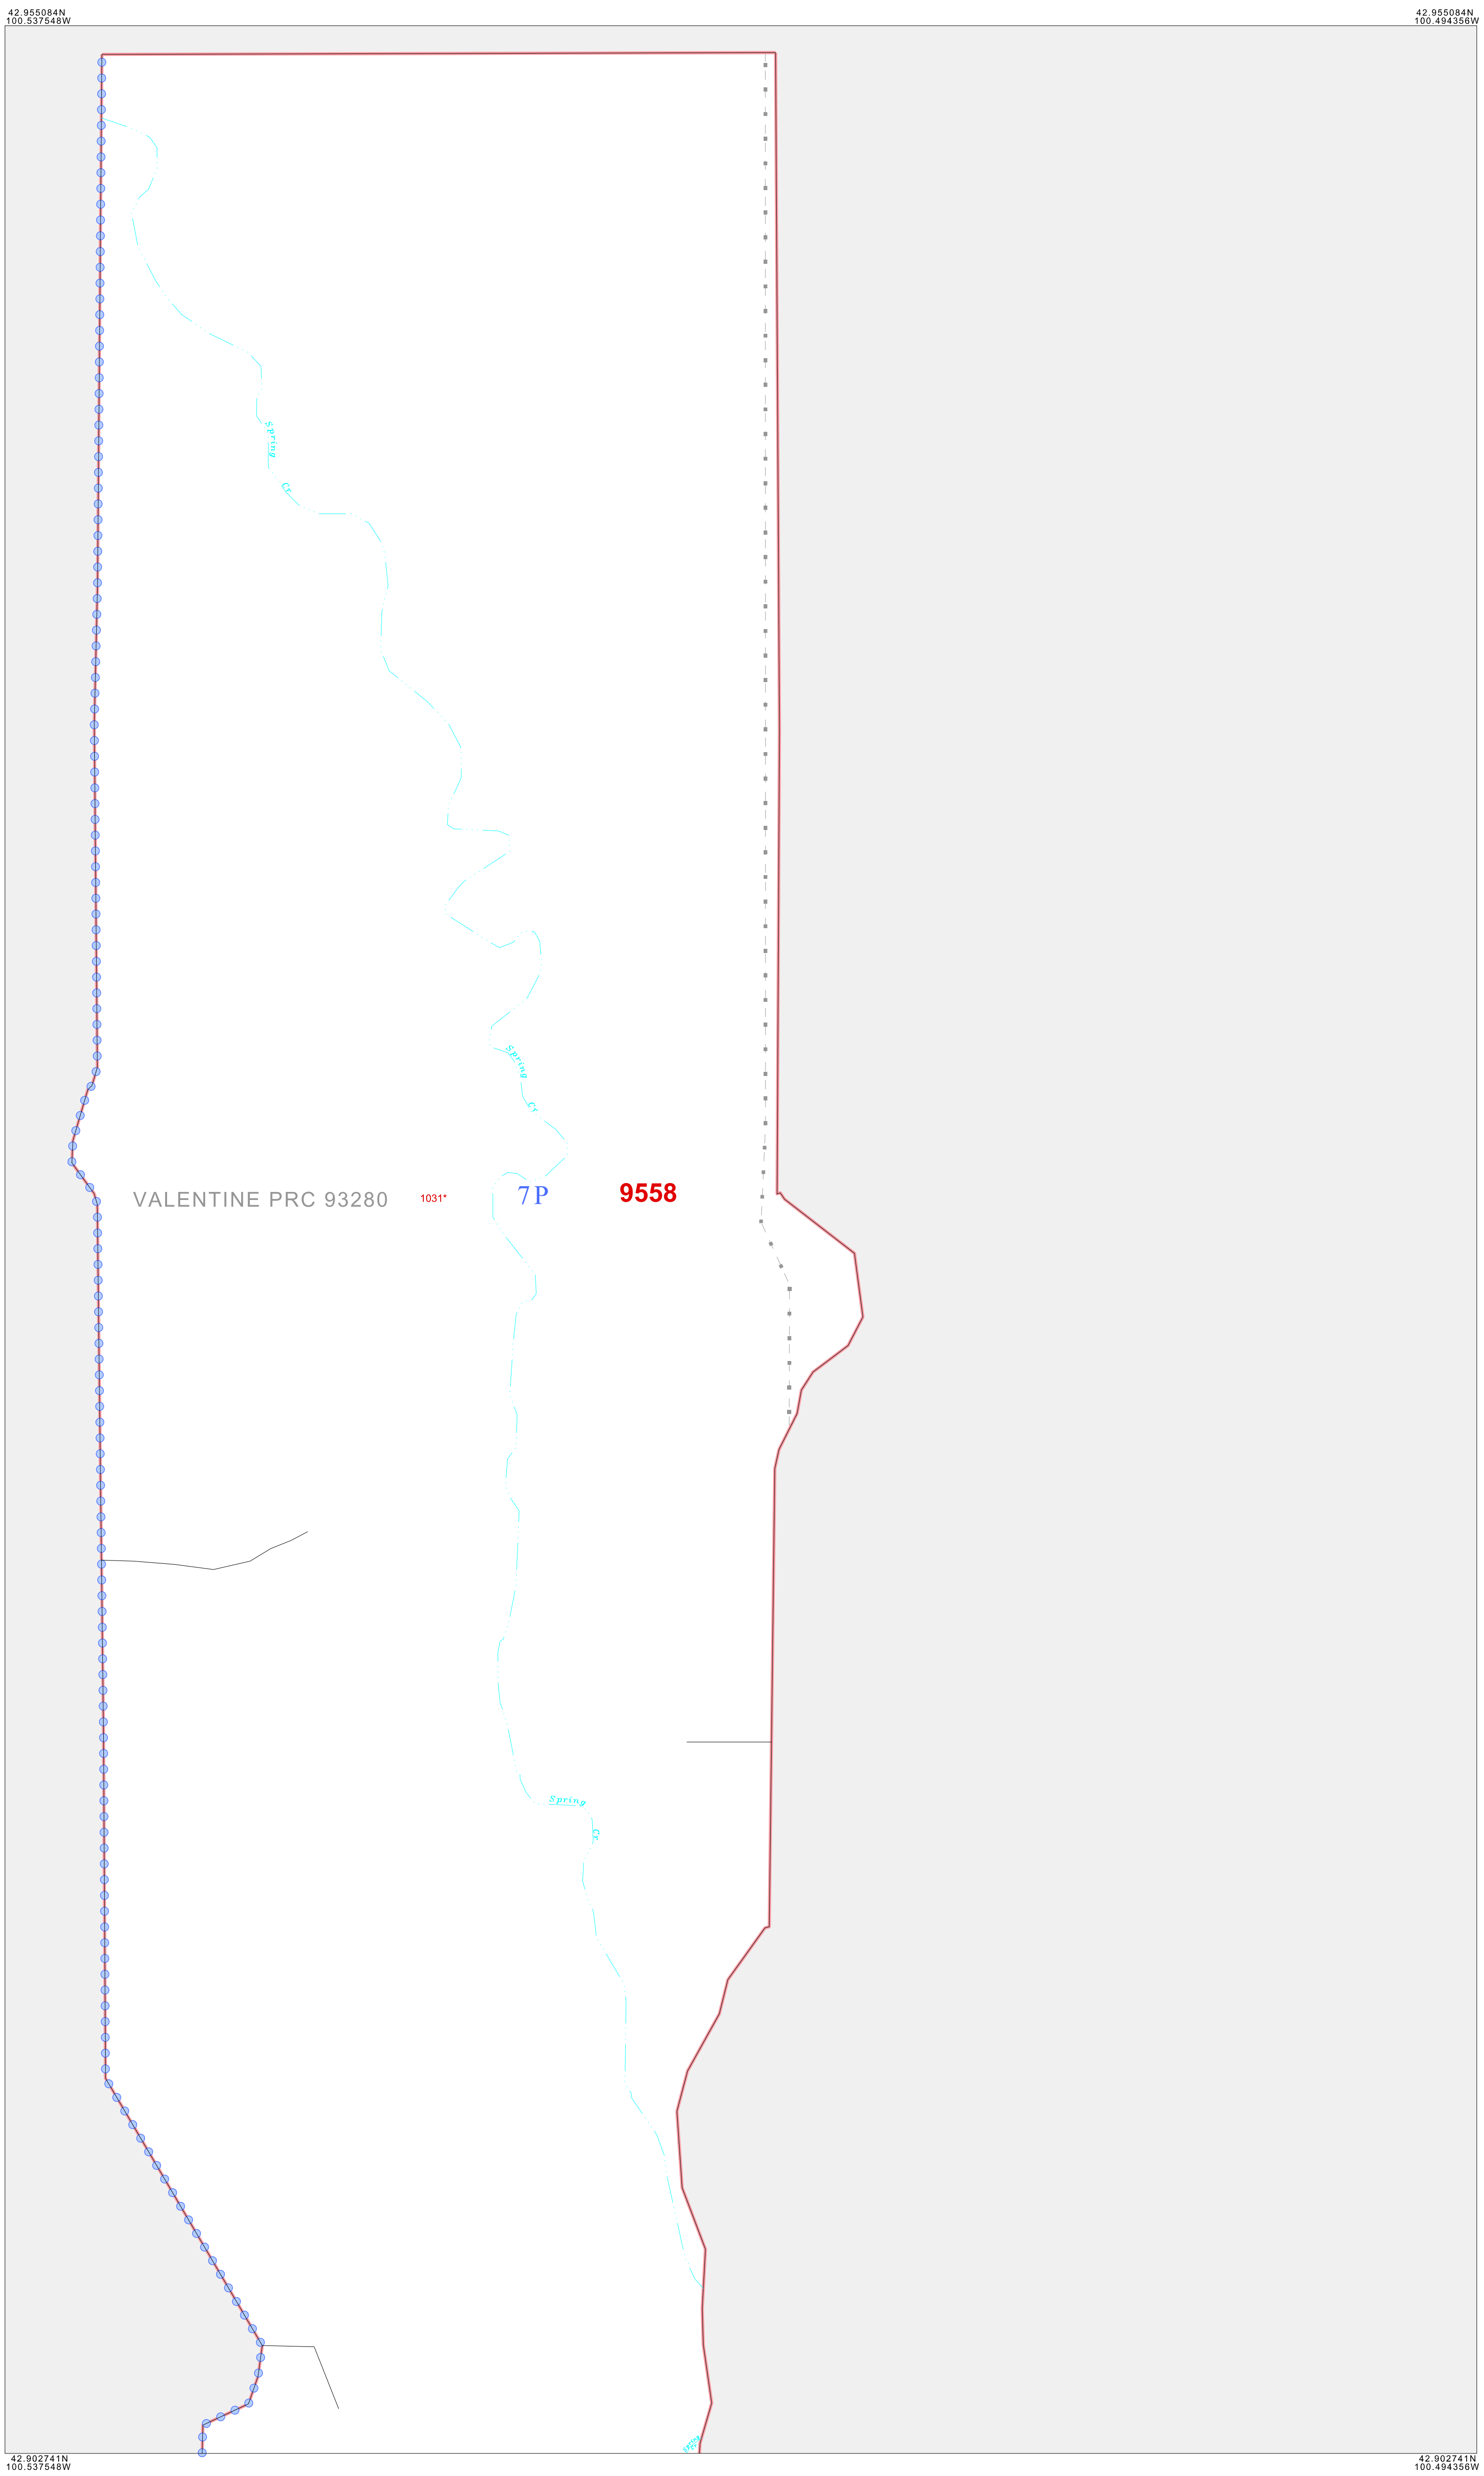 42.955084N
100.537548W
42.955084N
100.494356W
Spring
Cr
Spring
Cr
VALENTINE PRC 93280
1031*
7P
9558
Spring
Cr
42.902741N
100.537548W
42.902741N
100.494356W